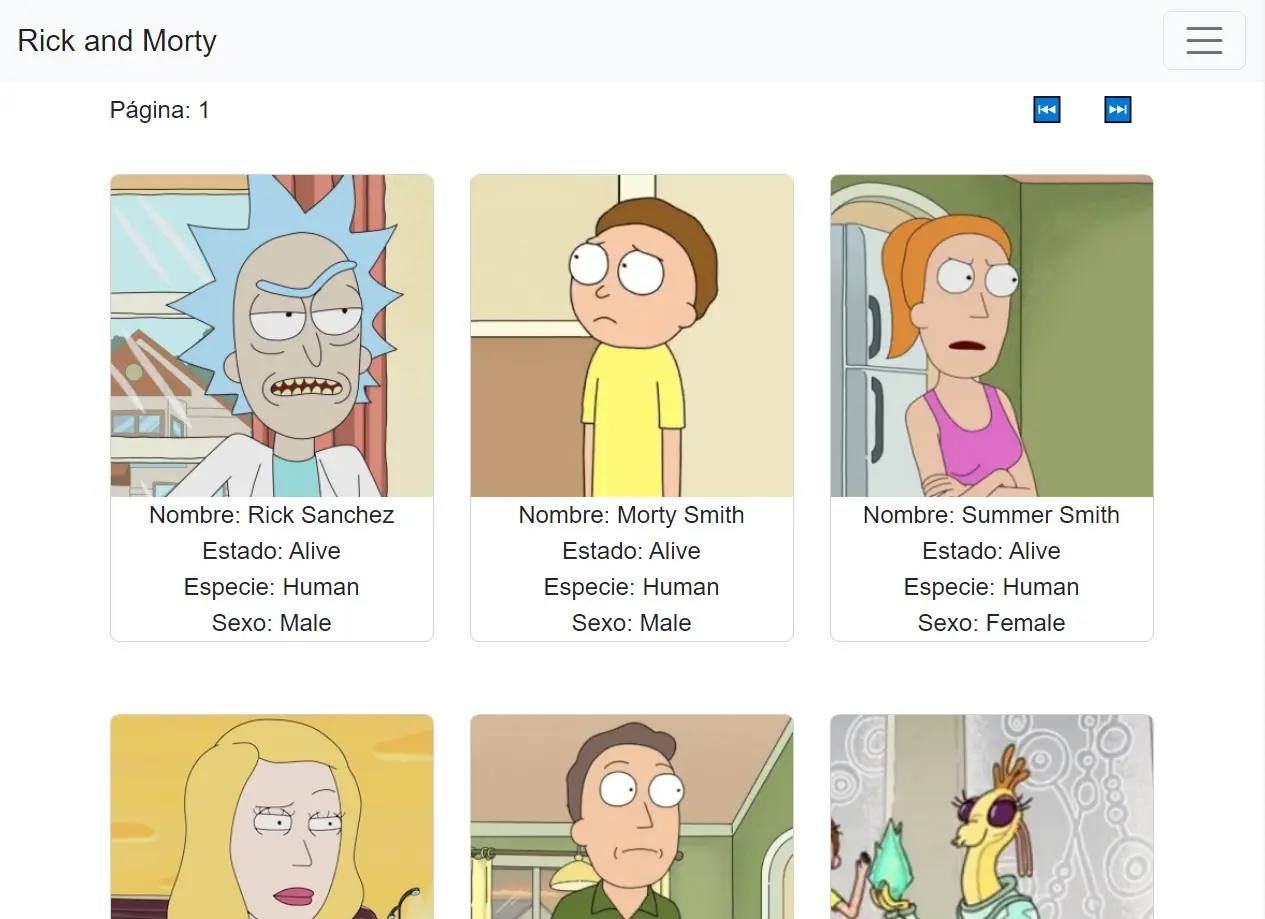 Rick and Morty
Página: 1
Nombre: Rick Sanchez
Estado: Alive
Especie: Human
Sexo: Male
Nombre: Morty Smith
Estado: Alive
Especie: Human
Sexo: Male
Nombre: Summer Smith
Estado: Alive
Especie: Human
Sexo: Female